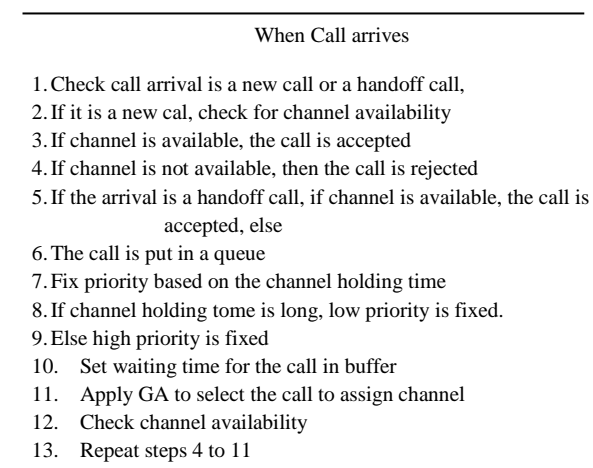 When Call arrives
1. Check call arrival is a new call or a handoff call,
2. If it is a new cal, check for channel availability
3. If channel is available, the call is accepted
4. If channel is not available, then the call is rejected
5. If the arrival is a handoff call, if channel is available, the call is
accepted, else
6. The call is put in a queue
7. Fix priority based on the channel holding time
8. If channel holding tome is long, low priority is fixed.
9. Else high priority is fixed
10. Set waiting time for the call in buffer
11. Apply GA to select the call to assign channel
12. Check channel availability
13. Repeat steps 4 to 11